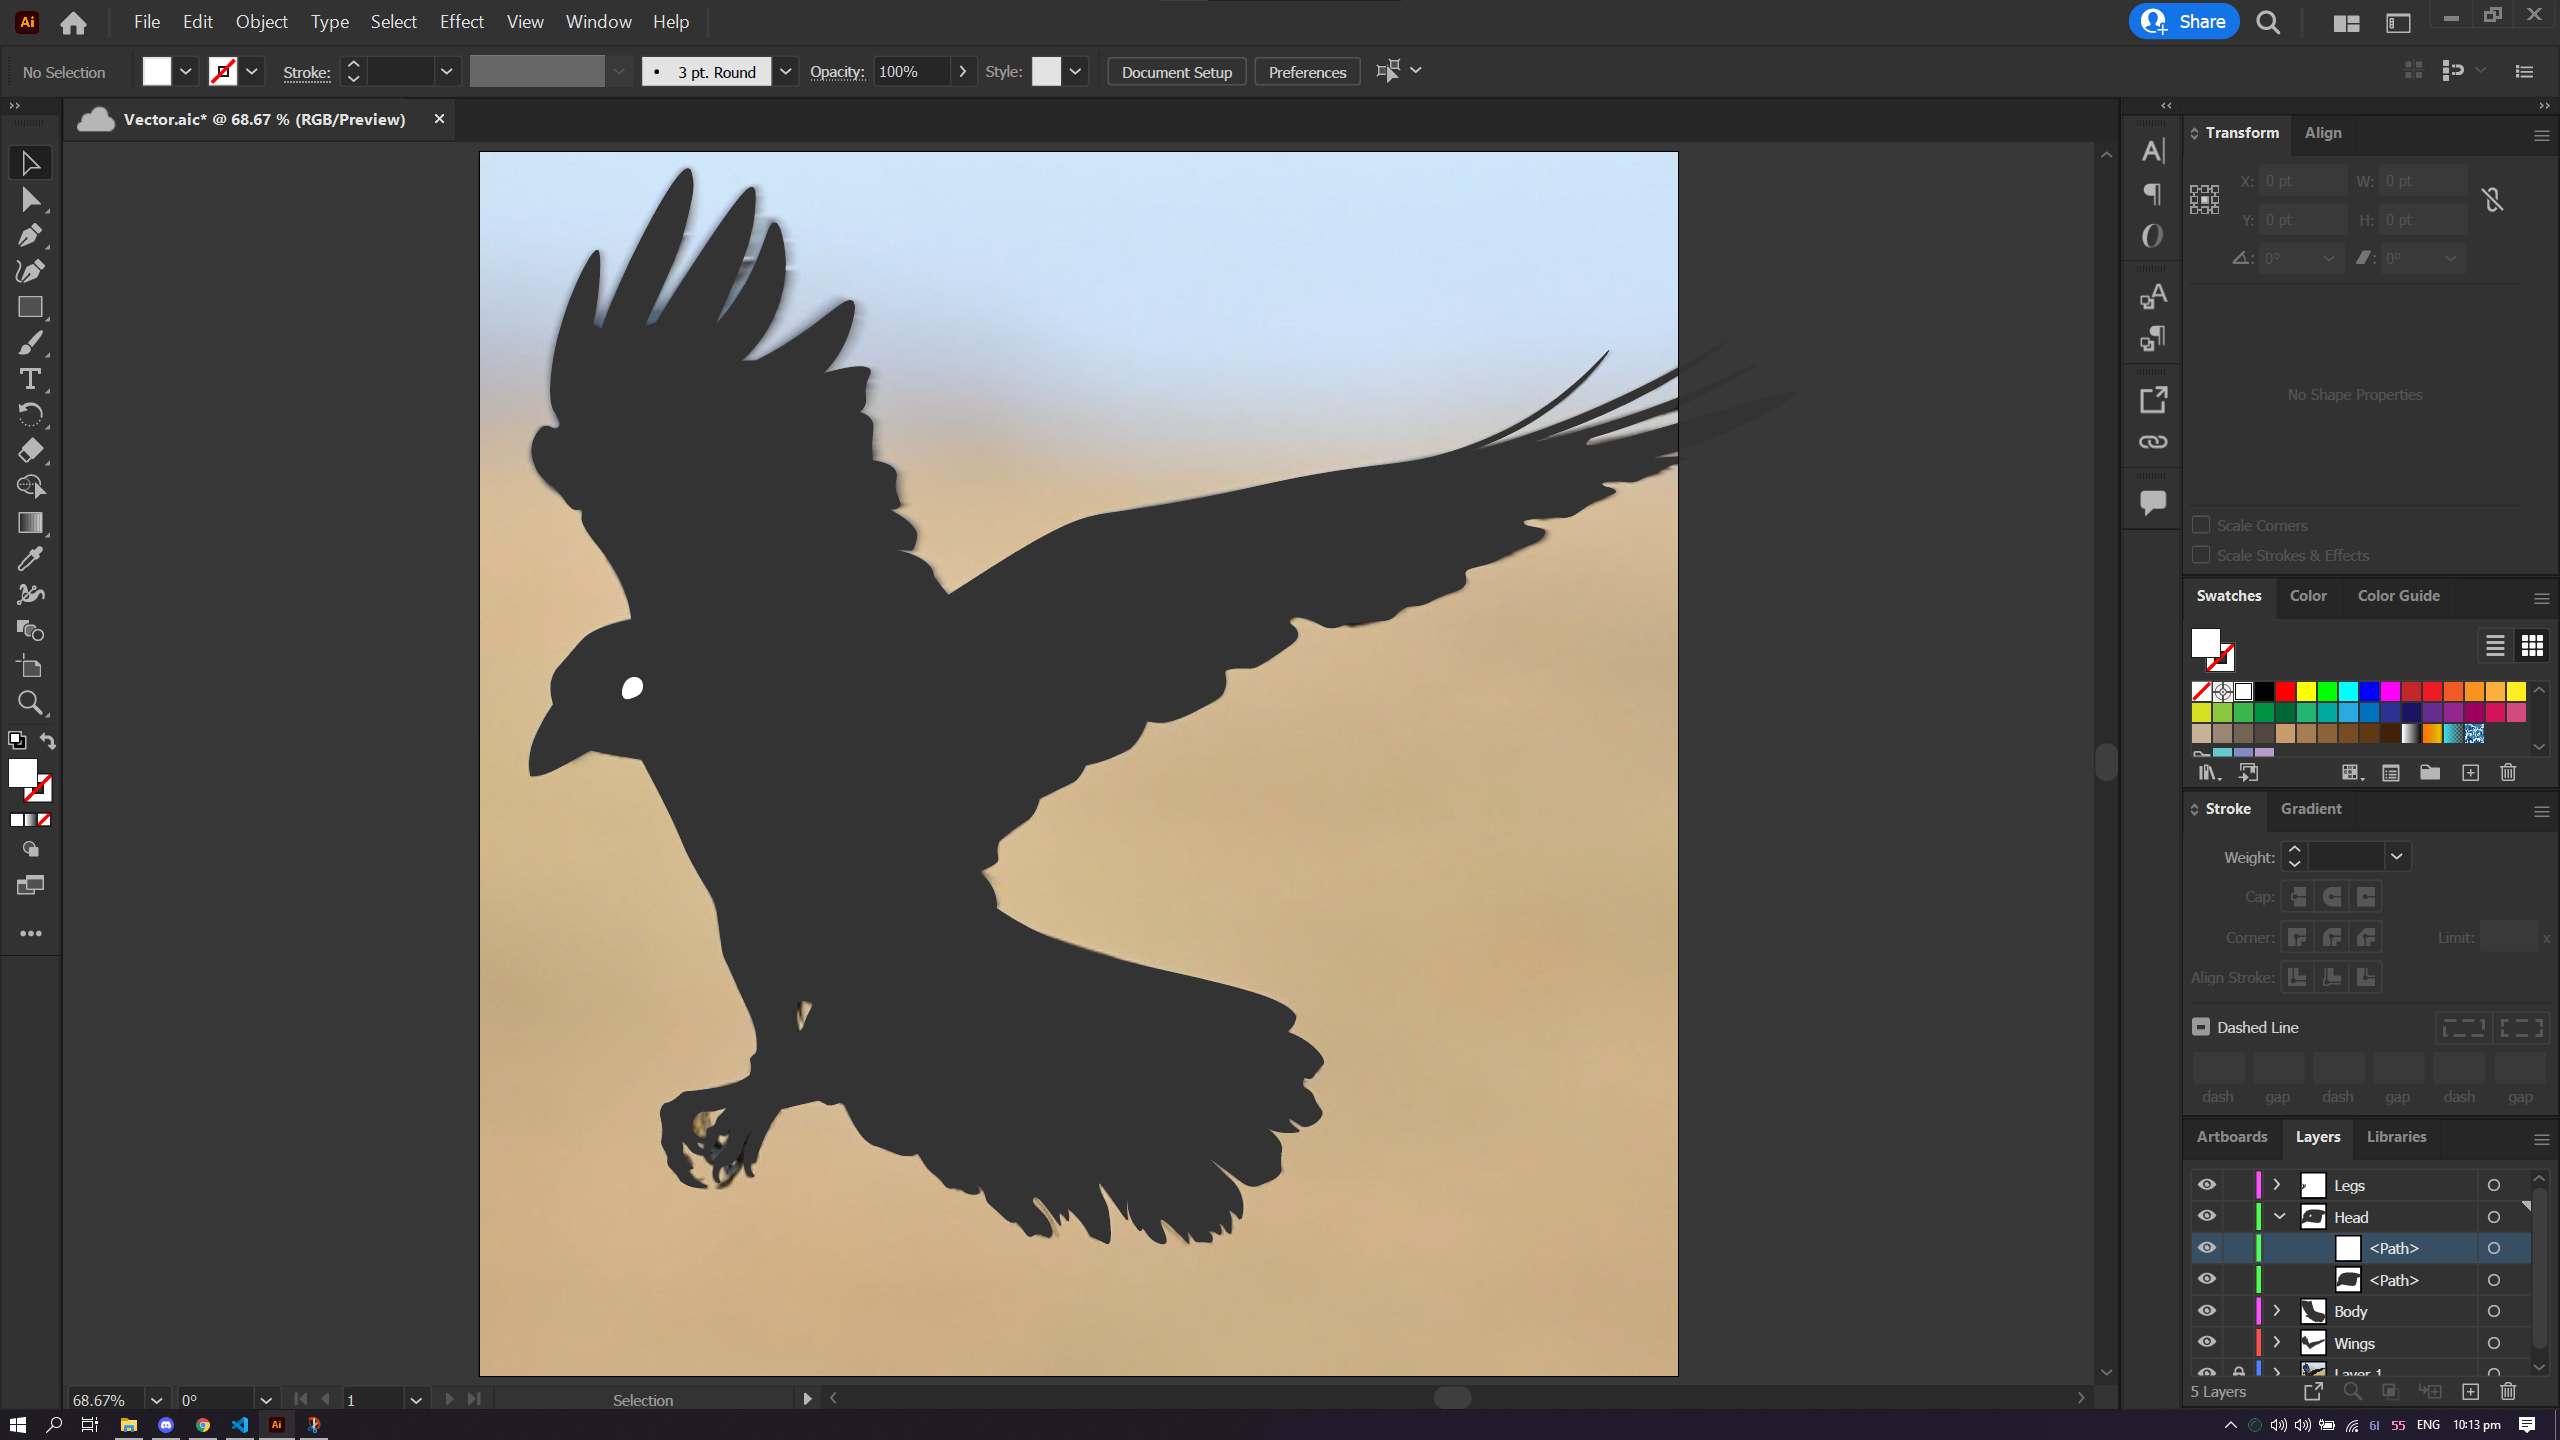 Ai File Edit Object Type Select Effect View Window Help Share
No Selection Stroke: 3 pt. Round Opacity: 100% Style: Document Setup Preferences
Vector.aic* @ 68.67 % (RGB/Preview)
Transform Align
X: 0 pt W: 0 pt
Y: 0 pt H: 0 pt
0° 0°
No Shape Properties
Scale Corners
Scale Strokes & Effects
Swatches Color Color Guide
Stroke Gradient
Weight:
Cap:
Corner: Limit: x
Align Stroke:
Dashed Line
dash gap dash gap dash gap
Artboards Layers Libraries
Legs
Head
<Path>
<Path>
Body
Wings
Layer 1
5 Layers
68.67% 0° 1 Selection
Ai 61 55 ENG 10:13 pm